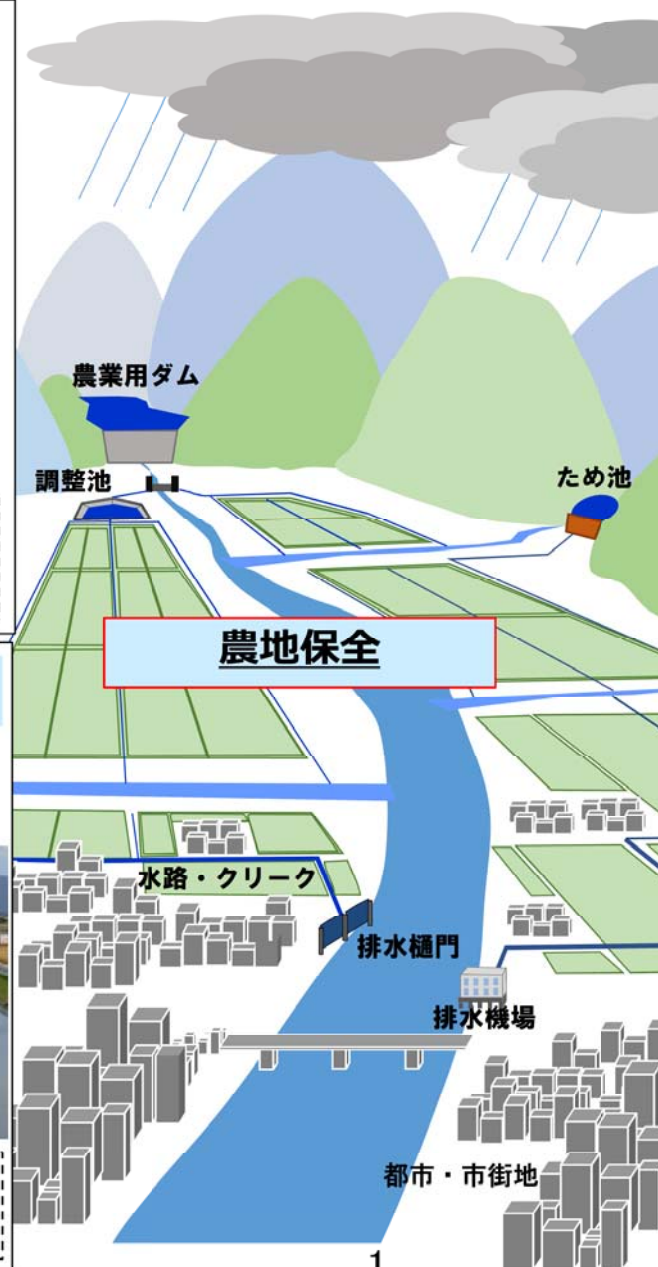 農業用ダム
調整池
ため池
農地保全
水路・クリーク
排水樋門
排水機場
都市・市街地
1